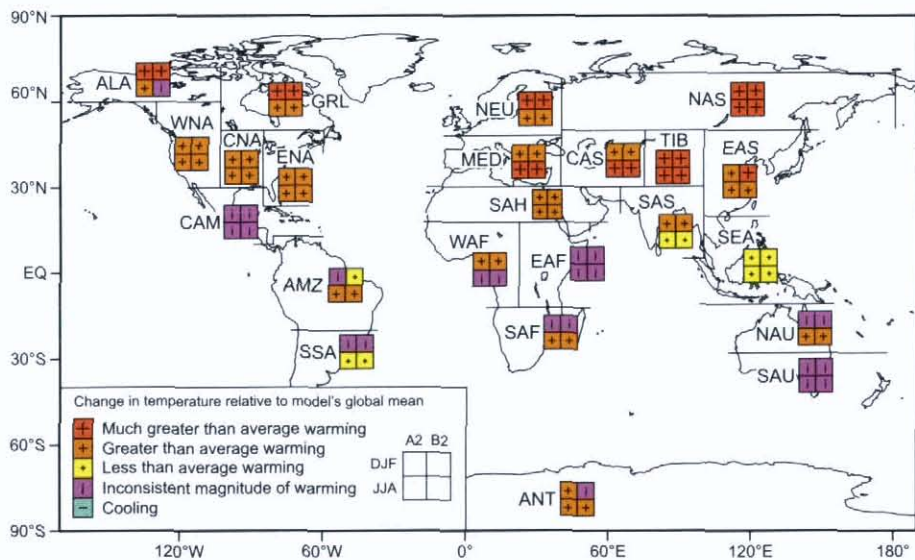 90°N
60°N
30°N
EQ
30°S
60°S
90°S
ALA
GRL
WNA
CNA
ENA
CAM
AMZ
SSA
NEU
NAS
MED
CAS
TIB
EAS
SAH
SAS
WAF
EAF
SEA
SAF
NAU
SAU
ANT
Change in temperature relative to model's global mean
+ Much greater than average warming
+ Greater than average warming
+ Less than average warming
i Inconsistent magnitude of warming
− Cooling
A2 B2
DJF
JJA
120°W
60°W
0
60°E
120°E
180°